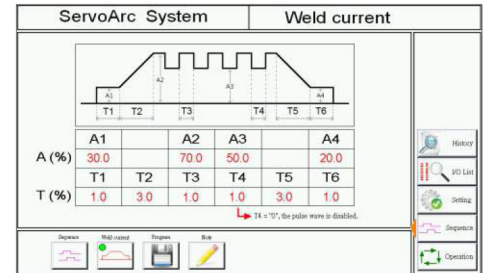 ServoArc System
Weld current
A1
A2
A3
A4
T1 T2 T3 T4 T5 T6
A1 A2 A3 A4
A (%) 30.0 70.0 50.0 20.0
T1 T2 T3 T4 T5 T6
T (%) 1.0 3.0 1.0 1.0 3.0 1.0
T4 = "0", the pulse wave is disabled.
History
I/O List
Setting
Sequence
Operation
Sequence Weld current Program Note